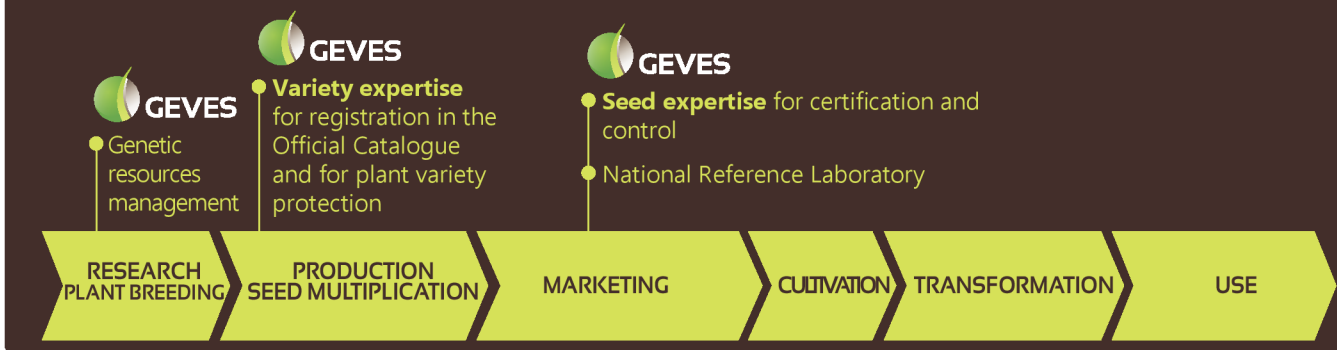 GEVES
Genetic
resources
management
GEVES
Variety expertise
for registration in the
Official Catalogue
and for plant variety
protection
GEVES
Seed expertise for certification and
control
National Reference Laboratory
RESEARCH
PLANT BREEDING
PRODUCTION
SEED MULTIPLICATION
MARKETING
CULTIVATION
TRANSFORMATION
USE